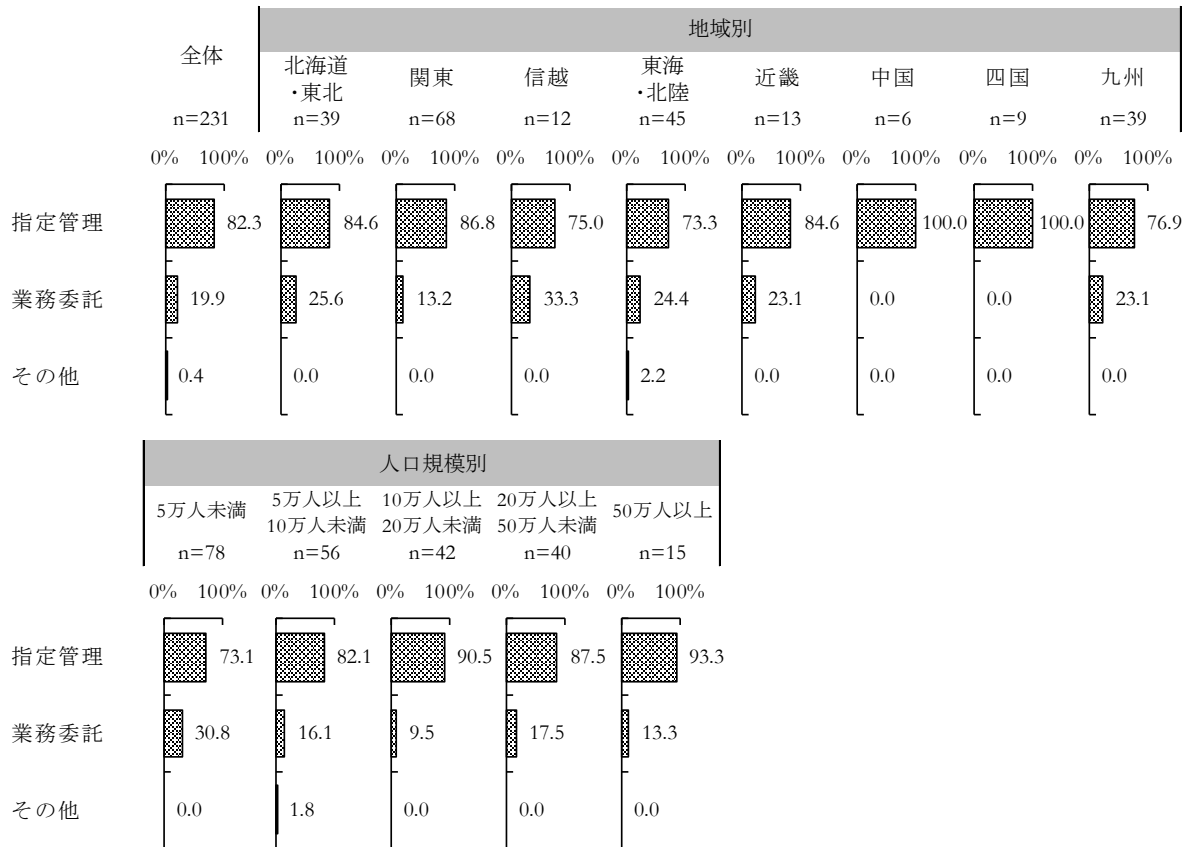 地域別
全体
北海道
・東北
関東
信越
東海
・北陸
近畿
中国
四国
九州
n=231 n=39 n=68 n=12 n=45 n=13 n=6 n=9 n=39
0% 100% 0% 100% 0% 100% 0% 100% 0% 100% 0% 100% 0% 100% 0% 100% 0% 100%
指定管理 82.3 84.6 86.8 75.0 73.3 84.6 100.0 100.0 76.9
業務委託 19.9 25.6 13.2 33.3 24.4 23.1 0.0 0.0 23.1
その他 0.4 0.0 0.0 0.0 2.2 0.0 0.0 0.0 0.0
人口規模別
5万人未満
5万人以上
10万人未満
10万人以上
20万人未満
20万人以上
50万人未満
50万人以上
n=78 n=56 n=42 n=40 n=15
0% 100% 0% 100% 0% 100% 0% 100% 0% 100%
指定管理 73.1 82.1 90.5 87.5 93.3
業務委託 30.8 16.1 9.5 17.5 13.3
その他 0.0 1.8 0.0 0.0 0.0